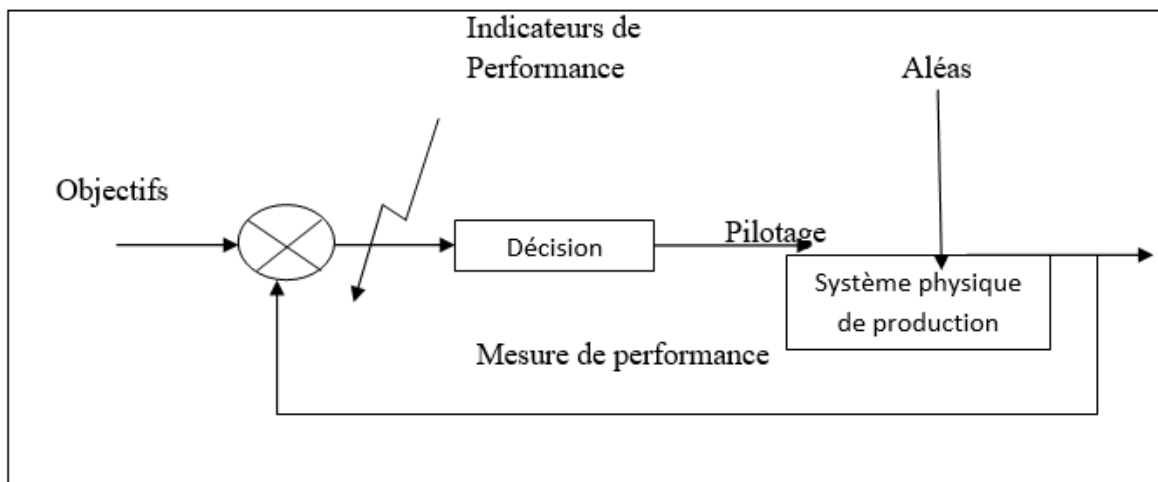 Indicateurs de
Performance
Aléas
Objectifs
Décision
Pilotage
Système physique
de production
Mesure de performance